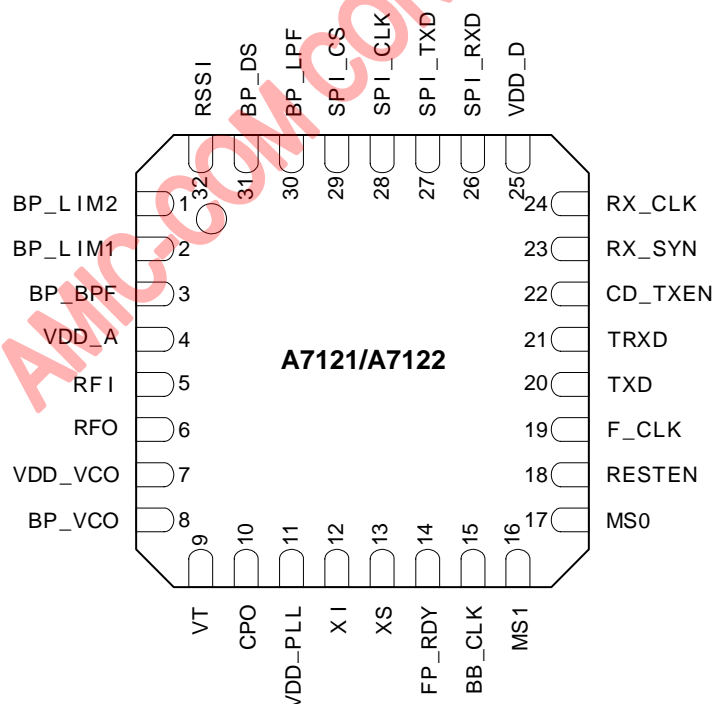 RSSI
BP_DS
BP_LPF
SPI_CS
SPI_CLK
SPI_TXD
SPI_RXD
VDD_D
32
31
30
29
28
27
26
25
BP_LIM2 1
BP_LIM1 2
BP_BPF 3
VDD_A 4
RFI 5
RFO 6
VDD_VCO 7
BP_VCO 8
A7121/A7122
24 RX_CLK
23 RX_SYN
22 CD_TXEN
21 TRXD
20 TXD
19 F_CLK
18 RESTEN
17 MS0
9
10
11
12
13
14
15
16
VT
CPO
VDD_PLL
XI
XS
FP_RDY
BB_CLK
MS1
AMIC-COM